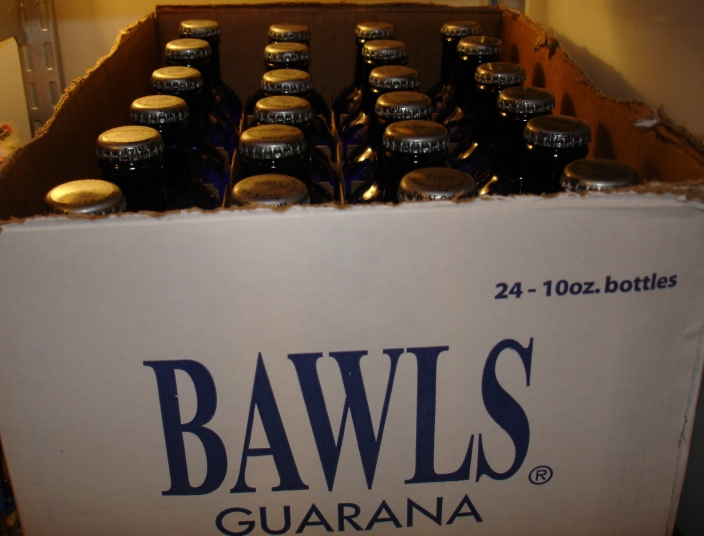 24 - 10oz. bottles
BAWLS®
GUARANA